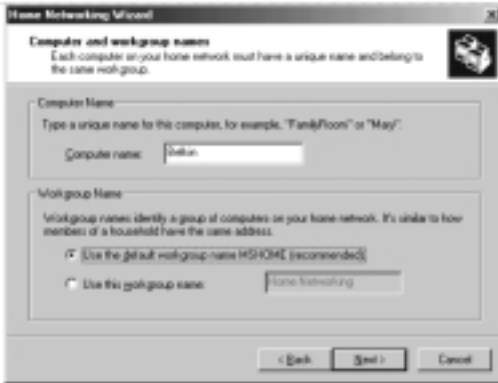 Home Networking Wizard
Computer and workgroup names
Each computer on your home network must have a unique name and belong to
the same workgroup.
Computer Name
Type a unique name for this computer, for example, "FamilyRoom" or "Mary".
Computer name:
Belkin
Workgroup Name
Workgroup names identify a group of computers on your home network. It's similar to how
members of a household have the same address.
Use the default workgroup name MSHOME (recommended)
Use this workgroup name:
Home Networking
< Back
Next >
Cancel